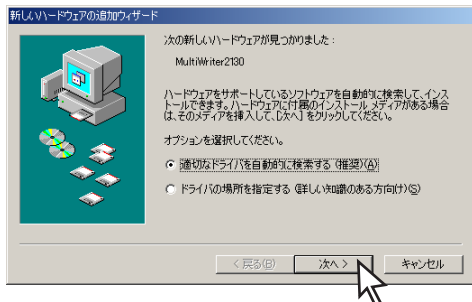 新しいハードウェアの追加ウィザード
次の新しいハードウェアが見つかりました :
MultiWriter2130
ハードウェアをサポートしているソフトウェアを自動的に検索して、インス
トールできます。ハードウェアに付属のインストール メディアがある場合
は、そのメディアを挿入して、[次へ] をクリックしてください。
オプションを選択してください。
適切なドライバを自動的に検索する (推奨)(A)
ドライバの場所を指定する (詳しい知識のある方向け)(S)
< 戻る(B)
次へ >
キャンセル